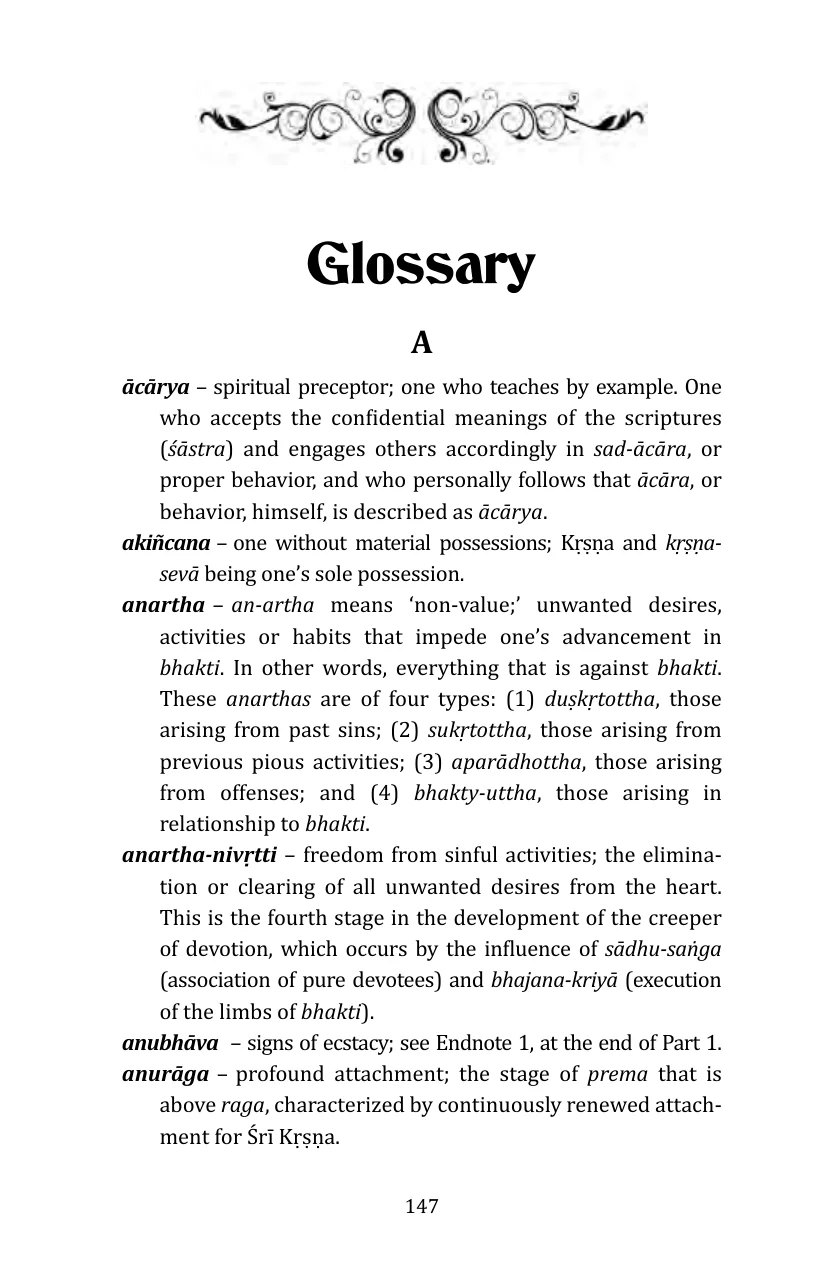 Glossary
A
ācārya – spiritual preceptor; one who teaches by example. One
who accepts the confidential meanings of the scriptures
(śāstra) and engages others accordingly in sad-ācāra, or
proper behavior, and who personally follows that ācāra, or
behavior, himself, is described as ācārya.
akiñcana – one without material possessions; Kṛṣṇa and kṛṣṇa-
sevā being one’s sole possession.
anartha – an-artha means ‘non-value;’ unwanted desires,
activities or habits that impede one’s advancement in
bhakti. In other words, everything that is against bhakti.
These anarthas are of four types: (1) duṣkṛtottha, those
arising from past sins; (2) sukṛtottha, those arising from
previous pious activities; (3) aparādhottha, those arising
from offenses; and (4) bhakty-uttha, those arising in
relationship to bhakti.
anartha-nivṛtti – freedom from sinful activities; the elimina-
tion or clearing of all unwanted desires from the heart.
This is the fourth stage in the development of the creeper
of devotion, which occurs by the influence of sādhu-saṅga
(association of pure devotees) and bhajana-kriyā (execution
of the limbs of bhakti).
anubhāva – signs of ecstacy; see Endnote 1, at the end of Part 1.
anurāga – profound attachment; the stage of prema that is
above raga, characterized by continuously renewed attach-
ment for Śrī Kṛṣṇa.
147